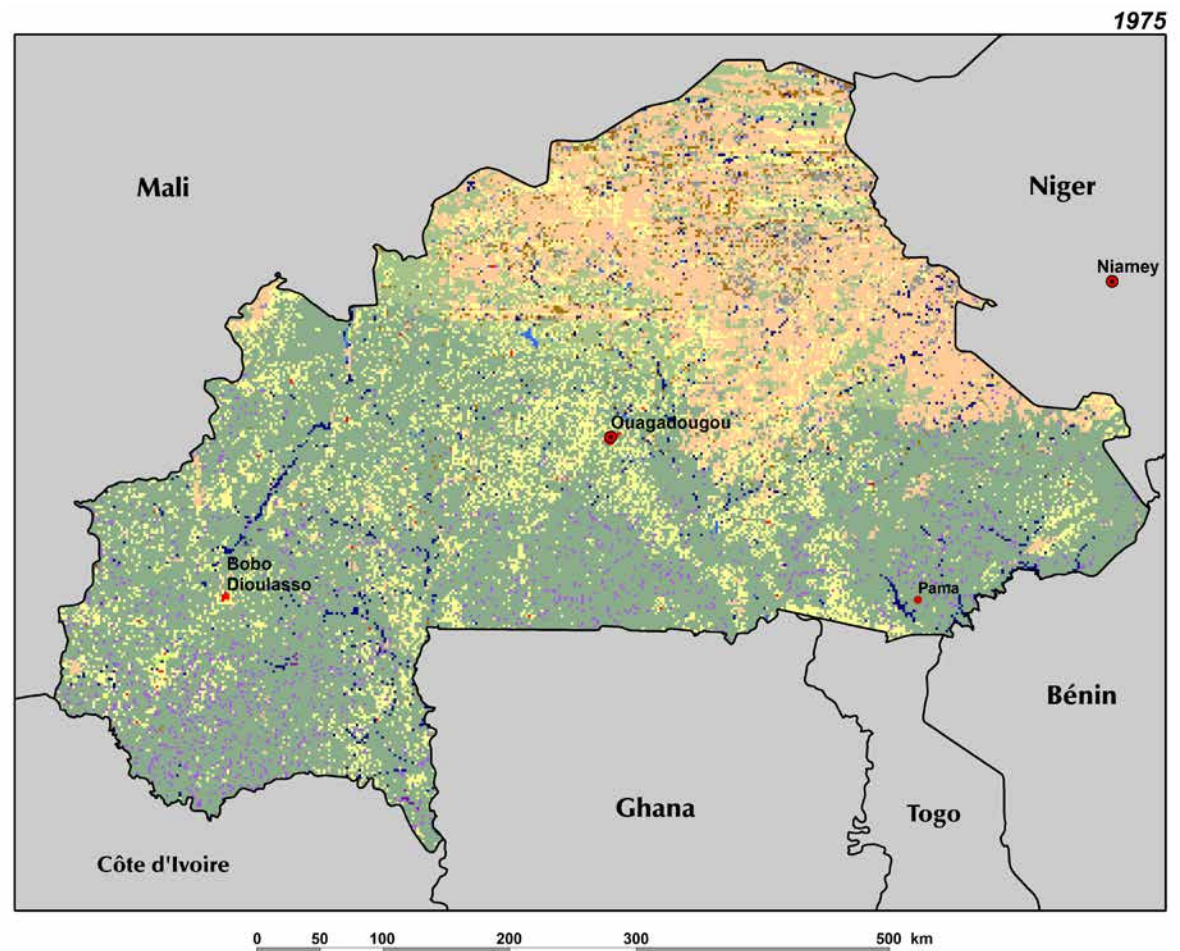 1975
Mali
Niger
Niamey
Ouagadougou
Bobo
Dioulasso
Pama
Bénin
Ghana
Togo
Côte d'Ivoire
0 50 100 200 300 500 km